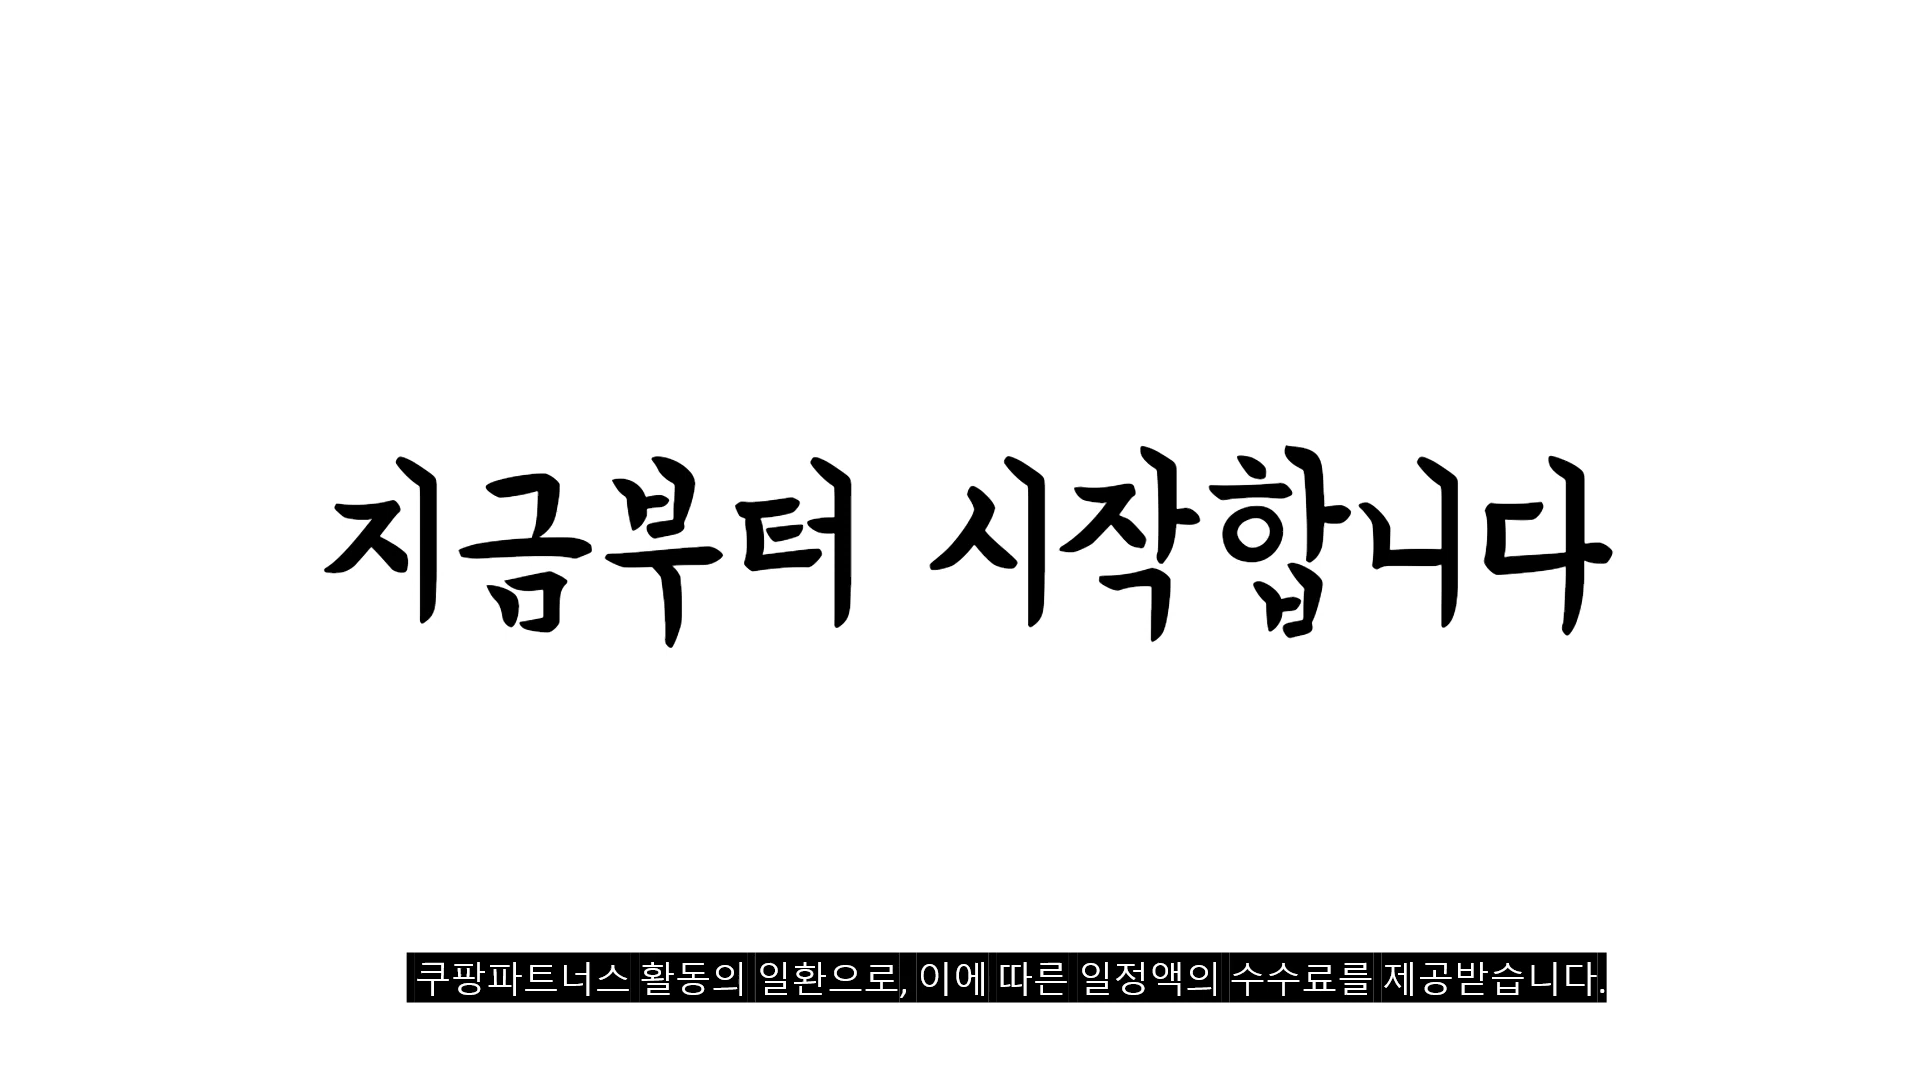 지금부터 시작합니다
쿠팡파트너스 활동의 일환으로, 이에 따른 일정액의 수수료를 제공받습니다.